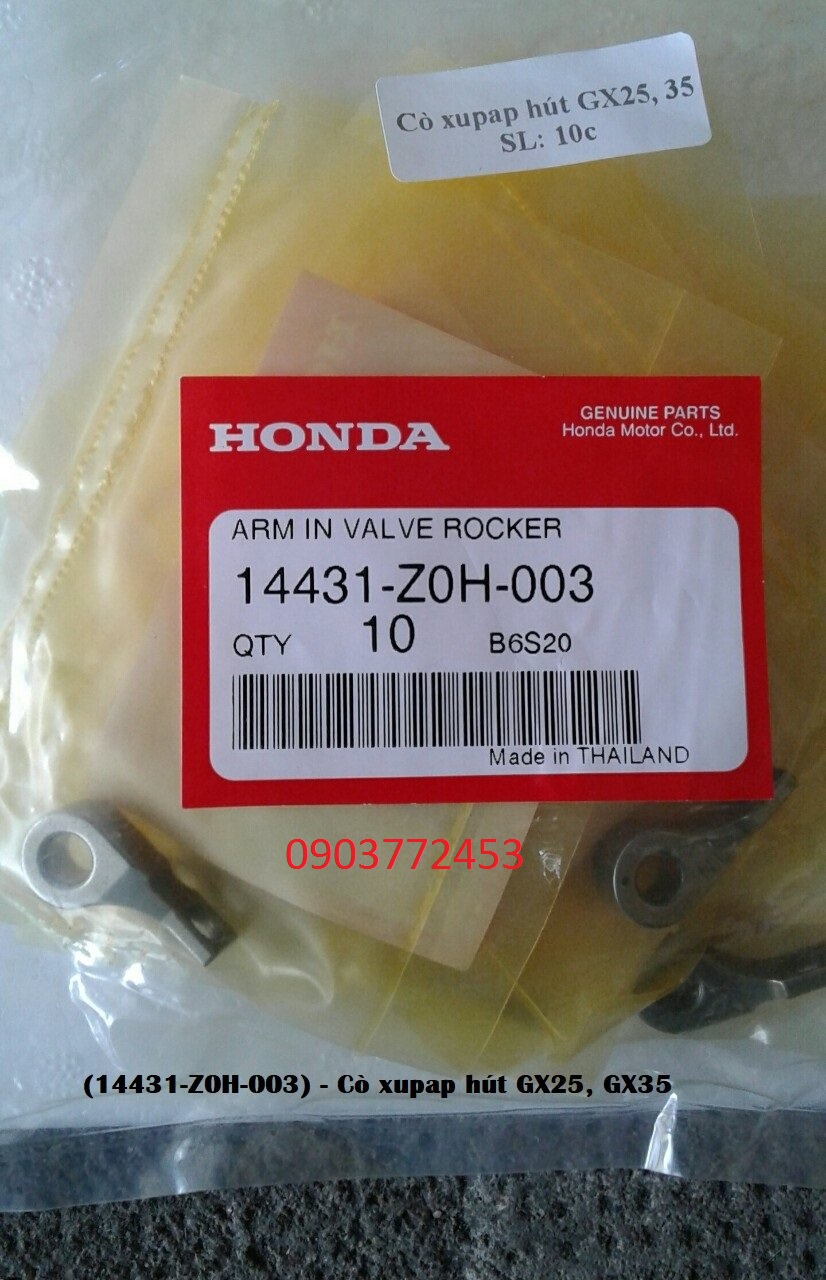 Cò xupap hút GX25, 35
SL: 10c
HONDA
GENUINE PARTS
Honda Motor Co., Ltd.
ARM IN VALVE ROCKER
14431-Z0H-003
QTY 10 B6S20
Made in THAILAND
0903772453
(14431-Z0H-003) - Cò xupap hút GX25, GX35